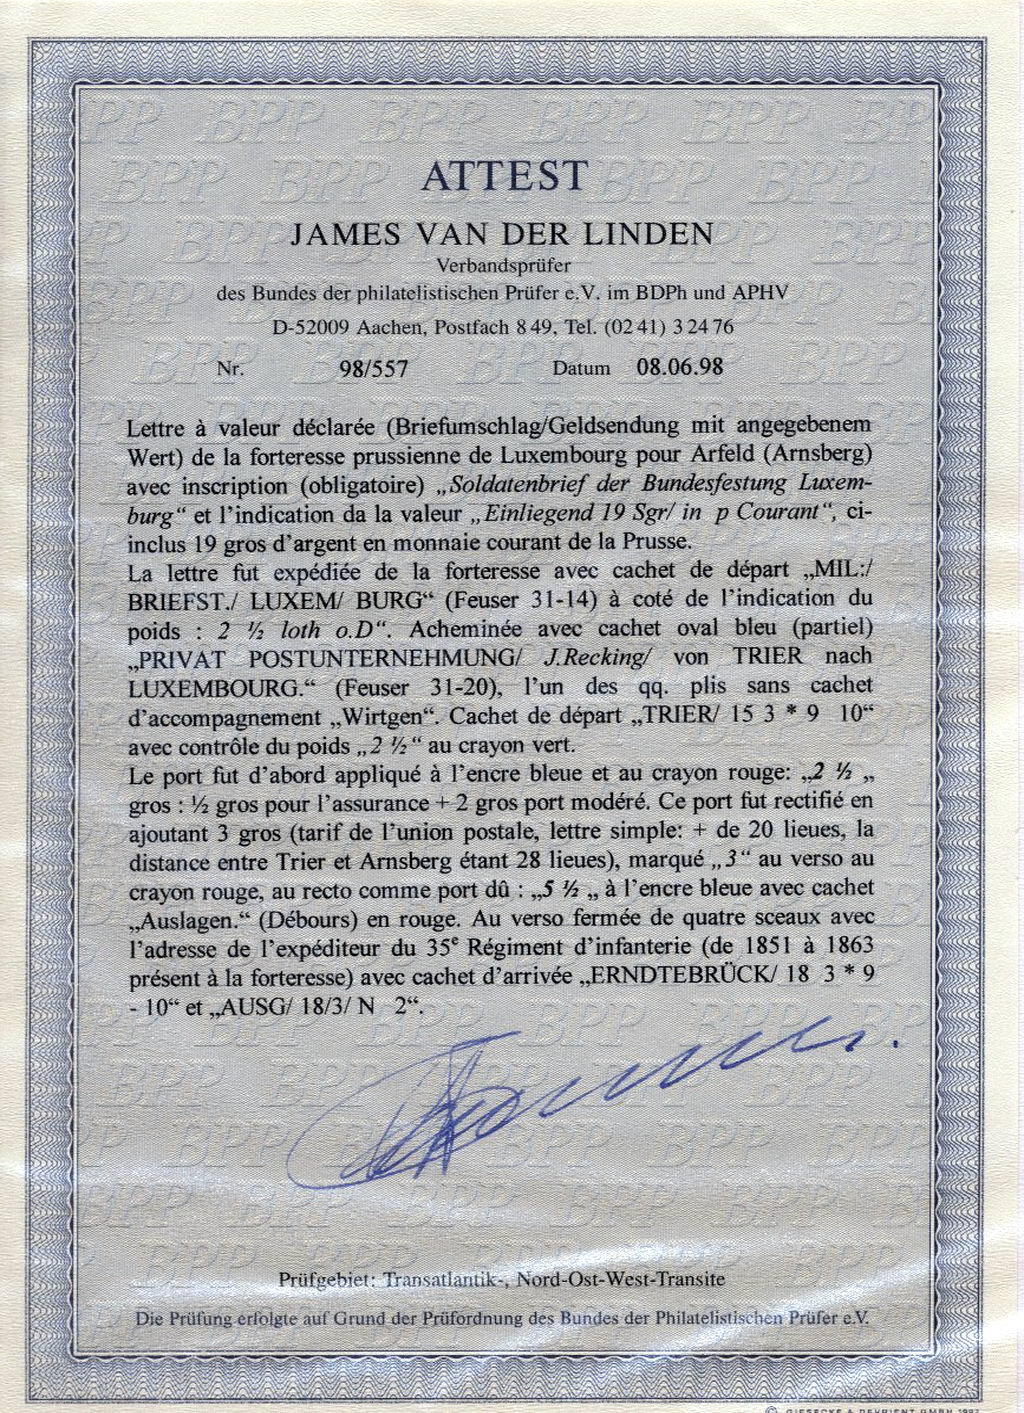 ATTEST
JAMES VAN DER LINDEN
Verbandsprüfer
des Bundes der philatelistischen Prüfer e.V. im BDPh und APHV
D-52009 Aachen, Postfach 8 49, Tel. (02 41) 3 24 76
Nr. 98/557 Datum 08.06.98
Lettre à valeur déclarée (Briefumschlag/Geldsendung mit angegebenem
Wert) de la forteresse prussienne de Luxembourg pour Arfeld (Arnsberg)
avec inscription (obligatoire) „Soldatenbrief der Bundesfestung Luxem-
burg“ et l’indication da la valeur „Einliegend 19 Sgr/ in p Courant“, ci-
inclus 19 gros d’argent en monnaie courant de la Prusse.
La lettre fut expédiée de la forteresse avec cachet de départ „MIL:/
BRIEFST./ LUXEM/ BURG“ (Feuser 31-14) à coté de l’indication du
poids : 2 ½ loth o.D“. Acheminée avec cachet oval bleu (partiel)
„PRIVAT POSTUNTERNEHMUNG/ J.Recking/ von TRIER nach
LUXEMBOURG.“ (Feuser 31-20), l’un des qq. plis sans cachet
d’accompagnement „Wirtgen“. Cachet de départ „TRIER/ 15 3 * 9 10“
avec contrôle du poids „2 ½“ au crayon vert.
Le port fut d’abord appliqué à l’encre bleue et au crayon rouge: „2 ½ „
gros : ½ gros pour l’assurance + 2 gros port modéré. Ce port fut rectifié en
ajoutant 3 gros (tarif de l’union postale, lettre simple: + de 20 lieues, la
distance entre Trier et Arnsberg étant 28 lieues), marqué „3“ au verso au
crayon rouge, au recto comme port dû : „5 ½ „ à l’encre bleue avec cachet
„Auslagen.“ (Débours) en rouge. Au verso fermée de quatre sceaux avec
l’adresse de l’expéditeur du 35e Régiment d’infanterie (de 1851 à 1863
présent à la forteresse) avec cachet d’arrivée „ERNDTEBRÜCK/ 18 3 * 9
- 10“ et „AUSG/ 18/3/ N 2“.
Prüfgebiet: Transatlantik-, Nord-Ost-West-Transite
Die Prüfung erfolgte auf Grund der Prüfordnung des Bundes der Philatelistischen Prüfer e.V.